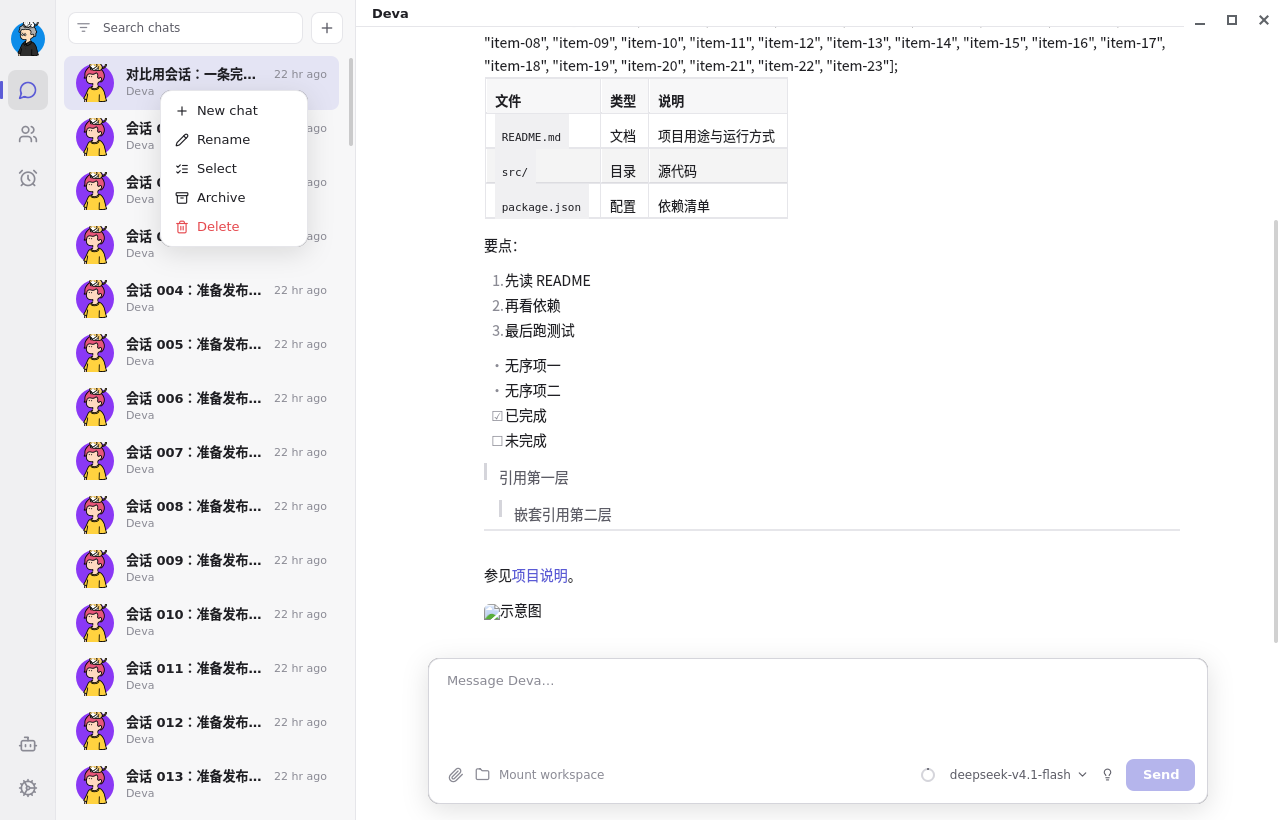 Search chats
对比用会话：一条完...
22 hr ago
Deva
New chat
Rename
Select
Archive
Delete
会话
ago
Deva
会话
ago
Deva
会话
ago
Deva
会话 004：准备发布...
22 hr ago
Deva
会话 005：准备发布...
22 hr ago
Deva
会话 006：准备发布...
22 hr ago
Deva
会话 007：准备发布...
22 hr ago
Deva
会话 008：准备发布...
22 hr ago
Deva
会话 009：准备发布...
22 hr ago
Deva
会话 010：准备发布...
22 hr ago
Deva
会话 011：准备发布...
22 hr ago
Deva
会话 012：准备发布...
22 hr ago
Deva
会话 013：准备发布...
22 hr ago
Deva
Deva
"item-08", "item-09", "item-10", "item-11", "item-12", "item-13", "item-14", "item-15", "item-16", "item-17",
"item-18", "item-19", "item-20", "item-21", "item-22", "item-23"];
文件 类型 说明
README.md 文档 项目用途与运行方式
src/ 目录 源代码
package.json 配置 依赖清单
要点：
1. 先读 README
2. 再看依赖
3. 最后跑测试
• 无序项一
• 无序项二
☑ 已完成
☐ 未完成
引用第一层
嵌套引用第二层
参见项目说明。
示意图
Message Deva...
Mount workspace
deepseek-v4.1-flash
Send